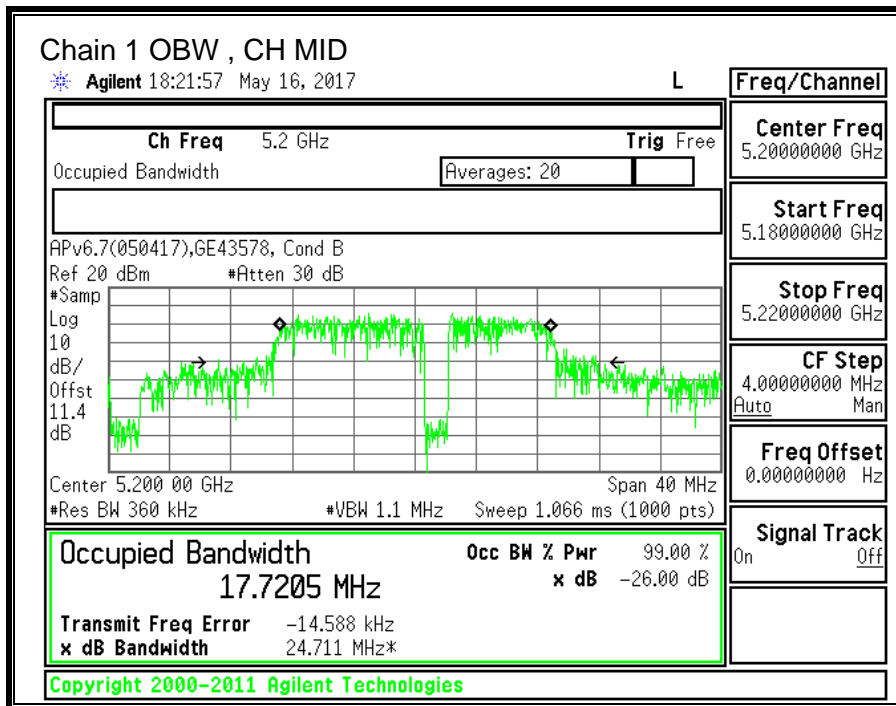 Chain 1 OBW , CH MID
Agilent 18:21:57 May 16, 2017 L
Freq/Channel
Ch Freq 5.2 GHz Trig Free
Occupied Bandwidth Averages: 20
APv6.7(050417),GE43578, Cond B
Ref 20 dBm #Atten 30 dB
#Samp
Log
10
dB/
Offst
11.4
dB
Center 5.200 00 GHz Span 40 MHz
#Res BW 360 kHz #VBW 1.1 MHz Sweep 1.066 ms (1000 pts)
Occupied Bandwidth Occ BW % Pwr 99.00 %
17.7205 MHz x dB -26.00 dB
Transmit Freq Error -14.588 kHz
x dB Bandwidth 24.711 MHz*
Copyright 2000-2011 Agilent Technologies
Center Freq
5.20000000 GHz
Start Freq
5.18000000 GHz
Stop Freq
5.22000000 GHz
CF Step
4.00000000 MHz
Auto Man
Freq Offset
0.00000000 Hz
Signal Track
On Off